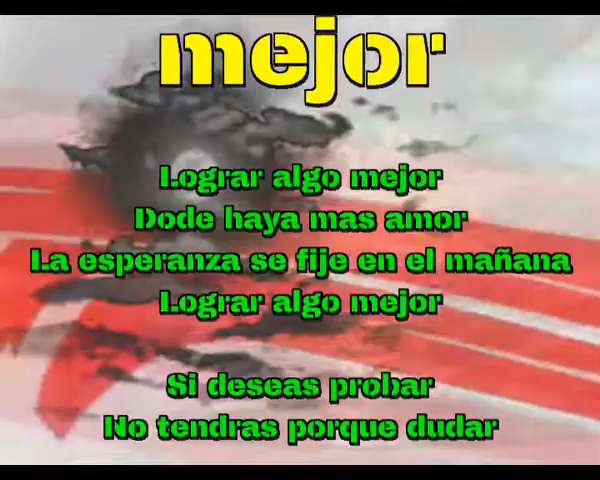 mejor
Lograr algo mejor
Dode haya mas amor
La esperanza se fije en el mañana
Lograr algo mejor
Si deseas probar
No tendras porque dudar